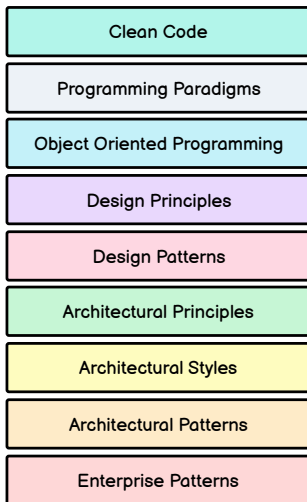 Clean Code
Programming Paradigms
Object Oriented Programming
Design Principles
Design Patterns
Architectural Principles
Architectural Styles
Architectural Patterns
Enterprise Patterns